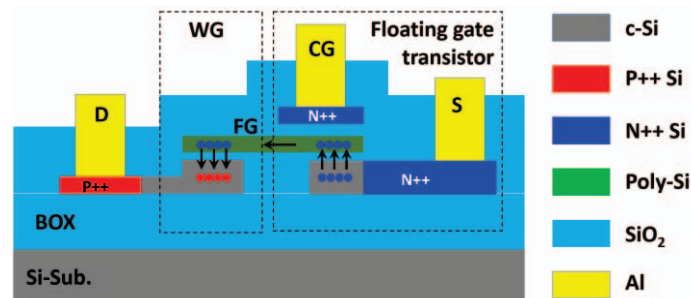 WG
Floating gate
transistor
CG
D
S
N++
FG
P++
N++
BOX
Si-Sub.
c-Si
P++ Si
N++ Si
Poly-Si
SiO₂
Al